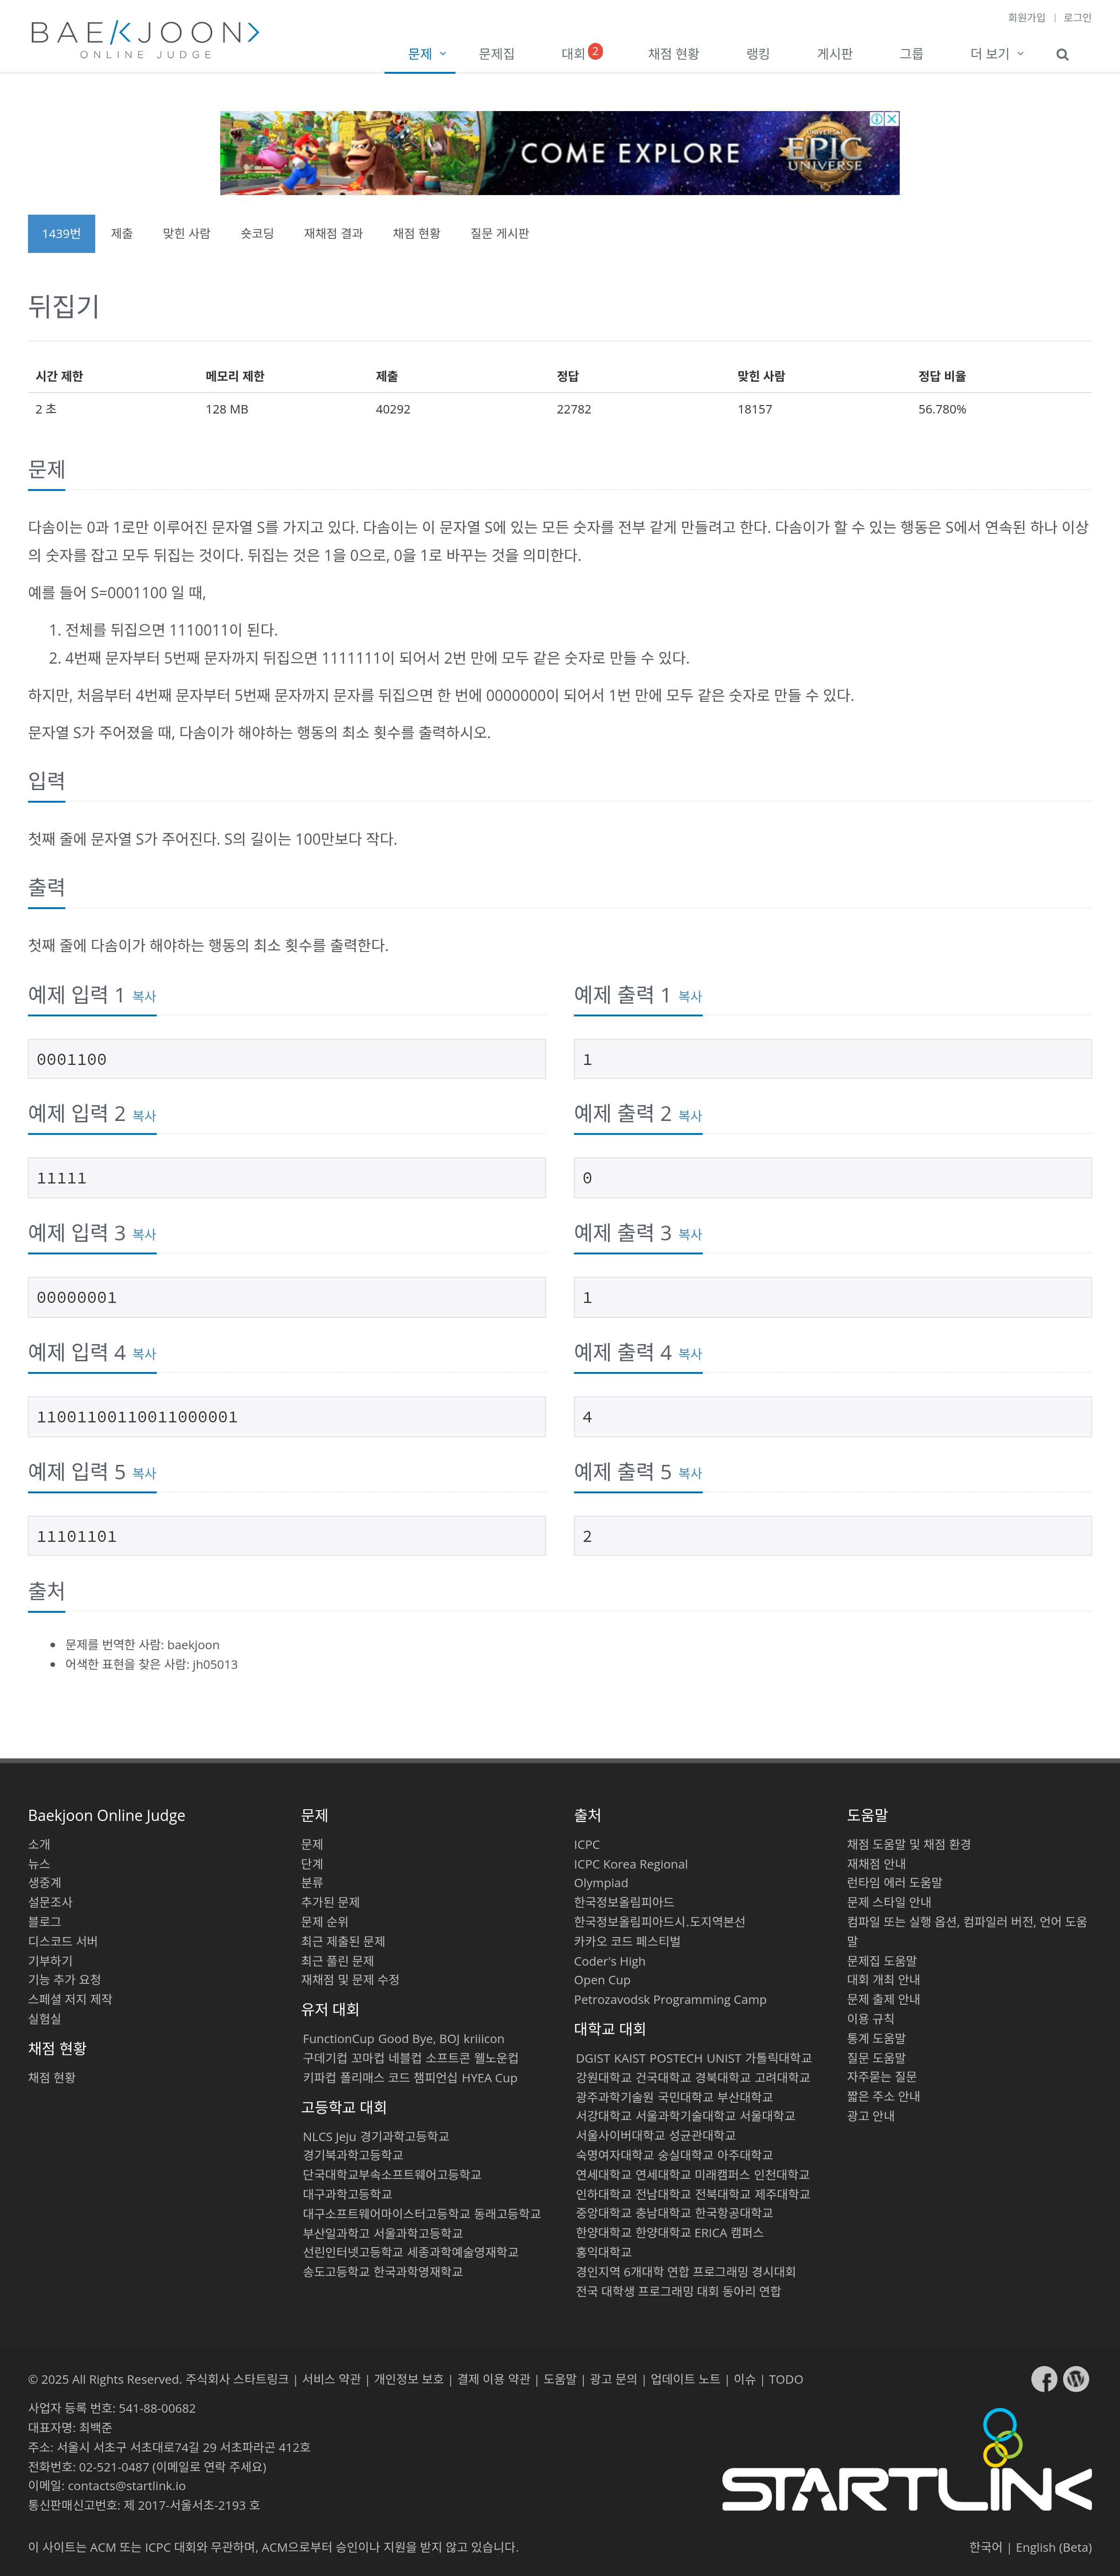 회원가입 | 로그인
BAEKJOON>
ONLINE JUDGE
문제 문제집 대회 2 채점 현황 랭킹 게시판 그룹 더 보기
COME EXPLORE
UNIVERSAL
EPIC
UNIVERSE
1439번 제출 맞힌 사람 숏코딩 재채점 결과 채점 현황 질문 게시판
뒤집기
시간 제한 메모리 제한 제출 정답 맞힌 사람 정답 비율
2 초 128 MB 40292 22782 18157 56.780%
문제
다솜이는 0과 1로만 이루어진 문자열 S를 가지고 있다. 다솜이는 이 문자열 S에 있는 모든 숫자를 전부 같게 만들려고 한다. 다솜이가 할 수 있는 행동은 S에서 연속된 하나 이상
의 숫자를 잡고 모두 뒤집는 것이다. 뒤집는 것은 1을 0으로, 0을 1로 바꾸는 것을 의미한다.
예를 들어 S=0001100 일 때,
1. 전체를 뒤집으면 1110011이 된다.
2. 4번째 문자부터 5번째 문자까지 뒤집으면 1111111이 되어서 2번 만에 모두 같은 숫자로 만들 수 있다.
하지만, 처음부터 4번째 문자부터 5번째 문자까지 문자를 뒤집으면 한 번에 0000000이 되어서 1번 만에 모두 같은 숫자로 만들 수 있다.
문자열 S가 주어졌을 때, 다솜이가 해야하는 행동의 최소 횟수를 출력하시오.
입력
첫째 줄에 문자열 S가 주어진다. S의 길이는 100만보다 작다.
출력
첫째 줄에 다솜이가 해야하는 행동의 최소 횟수를 출력한다.
예제 입력 1 복사
0001100
예제 출력 1 복사
1
예제 입력 2 복사
11111
예제 출력 2 복사
0
예제 입력 3 복사
00000001
예제 출력 3 복사
1
예제 입력 4 복사
11001100110011000001
예제 출력 4 복사
4
예제 입력 5 복사
11101101
예제 출력 5 복사
2
출처
문제를 번역한 사람: baekjoon
어색한 표현을 찾은 사람: jh05013
Baekjoon Online Judge
소개
뉴스
생중계
설문조사
블로그
디스코드 서버
기부하기
기능 추가 요청
스페셜 저지 제작
실험실
채점 현황
채점 현황
문제
문제
단계
분류
추가된 문제
문제 순위
최근 제출된 문제
최근 풀린 문제
재채점 및 문제 수정
유저 대회
FunctionCup Good Bye, BOJ kriiicon
구데기컵 꼬마컵 네블컵 소프트콘 웰노운컵
키파컵 폴리매스 코드 챔피언십 HYEA Cup
고등학교 대회
NLCS Jeju 경기과학고등학교
경기북과학고등학교
단국대학교부속소프트웨어고등학교
대구과학고등학교
대구소프트웨어마이스터고등학교 동래고등학교
부산일과학고 서울과학고등학교
선린인터넷고등학교 세종과학예술영재학교
송도고등학교 한국과학영재학교
출처
ICPC
ICPC Korea Regional
Olympiad
한국정보올림피아드
한국정보올림피아드시.도지역본선
카카오 코드 페스티벌
Coder's High
Open Cup
Petrozavodsk Programming Camp
대학교 대회
DGIST KAIST POSTECH UNIST 가톨릭대학교
강원대학교 건국대학교 경북대학교 고려대학교
광주과학기술원 국민대학교 부산대학교
서강대학교 서울과학기술대학교 서울대학교
서울사이버대학교 성균관대학교
숙명여자대학교 숭실대학교 아주대학교
연세대학교 연세대학교 미래캠퍼스 인천대학교
인하대학교 전남대학교 전북대학교 제주대학교
중앙대학교 충남대학교 한국항공대학교
한양대학교 한양대학교 ERICA 캠퍼스
홍익대학교
경인지역 6개대학 연합 프로그래밍 경시대회
전국 대학생 프로그래밍 대회 동아리 연합
도움말
채점 도움말 및 채점 환경
재채점 안내
런타임 에러 도움말
문제 스타일 안내
컴파일 또는 실행 옵션, 컴파일러 버전, 언어 도움
말
문제집 도움말
대회 개최 안내
문제 출제 안내
이용 규칙
통계 도움말
질문 도움말
자주묻는 질문
짧은 주소 안내
광고 안내
© 2025 All Rights Reserved. 주식회사 스타트링크 | 서비스 약관 | 개인정보 보호 | 결제 이용 약관 | 도움말 | 광고 문의 | 업데이트 노트 | 이슈 | TODO
사업자 등록 번호: 541-88-00682
대표자명: 최백준
주소: 서울시 서초구 서초대로74길 29 서초파라곤 412호
전화번호: 02-521-0487 (이메일로 연락 주세요)
이메일: contacts@startlink.io
통신판매신고번호: 제 2017-서울서초-2193 호
STARTLINK
이 사이트는 ACM 또는 ICPC 대회와 무관하며, ACM으로부터 승인이나 지원을 받지 않고 있습니다.
한국어 | English (Beta)